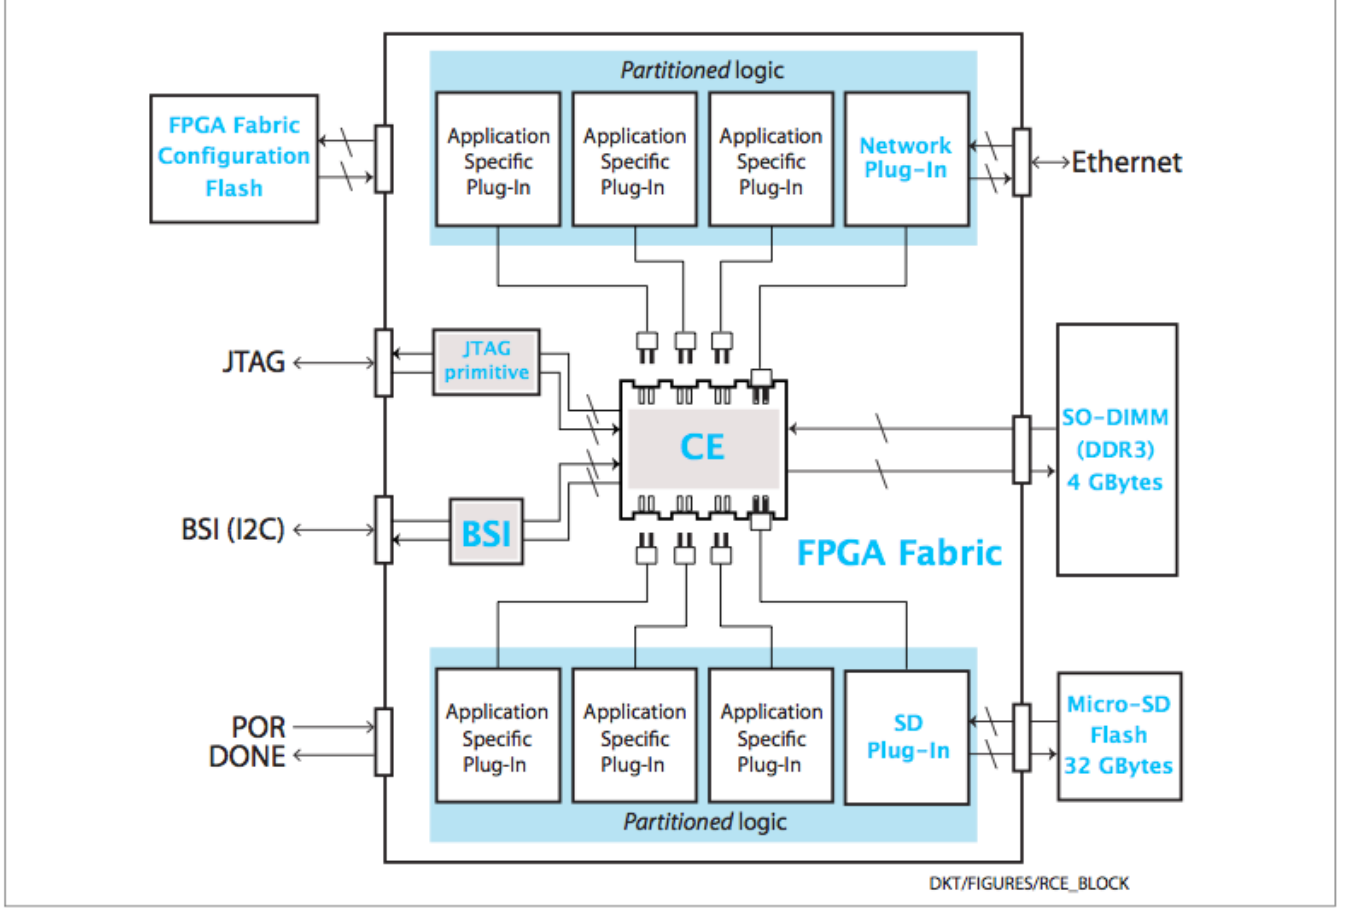 Partitioned logic
FPGA Fabric
Configuration
Flash
Application
Specific
Plug-In
Application
Specific
Plug-In
Application
Specific
Plug-In
Network
Plug-In
Ethernet
JTAG
JTAG
primitive
CE
SO-DIMM
(DDR3)
4 GBytes
BSI (I2C)
BSI
FPGA Fabric
POR
DONE
Application
Specific
Plug-In
Application
Specific
Plug-In
Application
Specific
Plug-In
SD
Plug-In
Micro-SD
Flash
32 GBytes
Partitioned logic
DKT/FIGURES/RCE_BLOCK